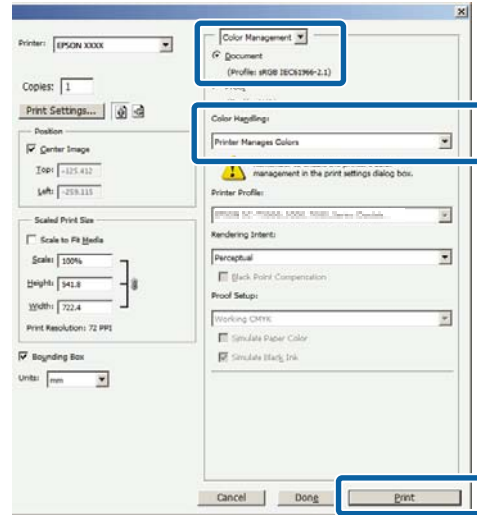 Printer: EPSON XXXX
Copies: 1
Print Settings...
Position
Center Image
Top: -125.412
Left: -259.115
Scaled Print Size
Scale to Fit Media
Scale: 100%
Height: 541.8
Width: 722.4
Print Resolution: 72 PPI
Bounding Box
Units: mm
Color Management
Document
(Profile: sRGB IEC61966-2.1)
Color Handling:
Printer Manages Colors
management in the print settings dialog box.
Printer Profile:
Rendering Intent:
Perceptual
Black Point Compensation
Proof Setup:
Working CMYK
Simulate Paper Color
Simulate Black Ink
Cancel
Done
Print